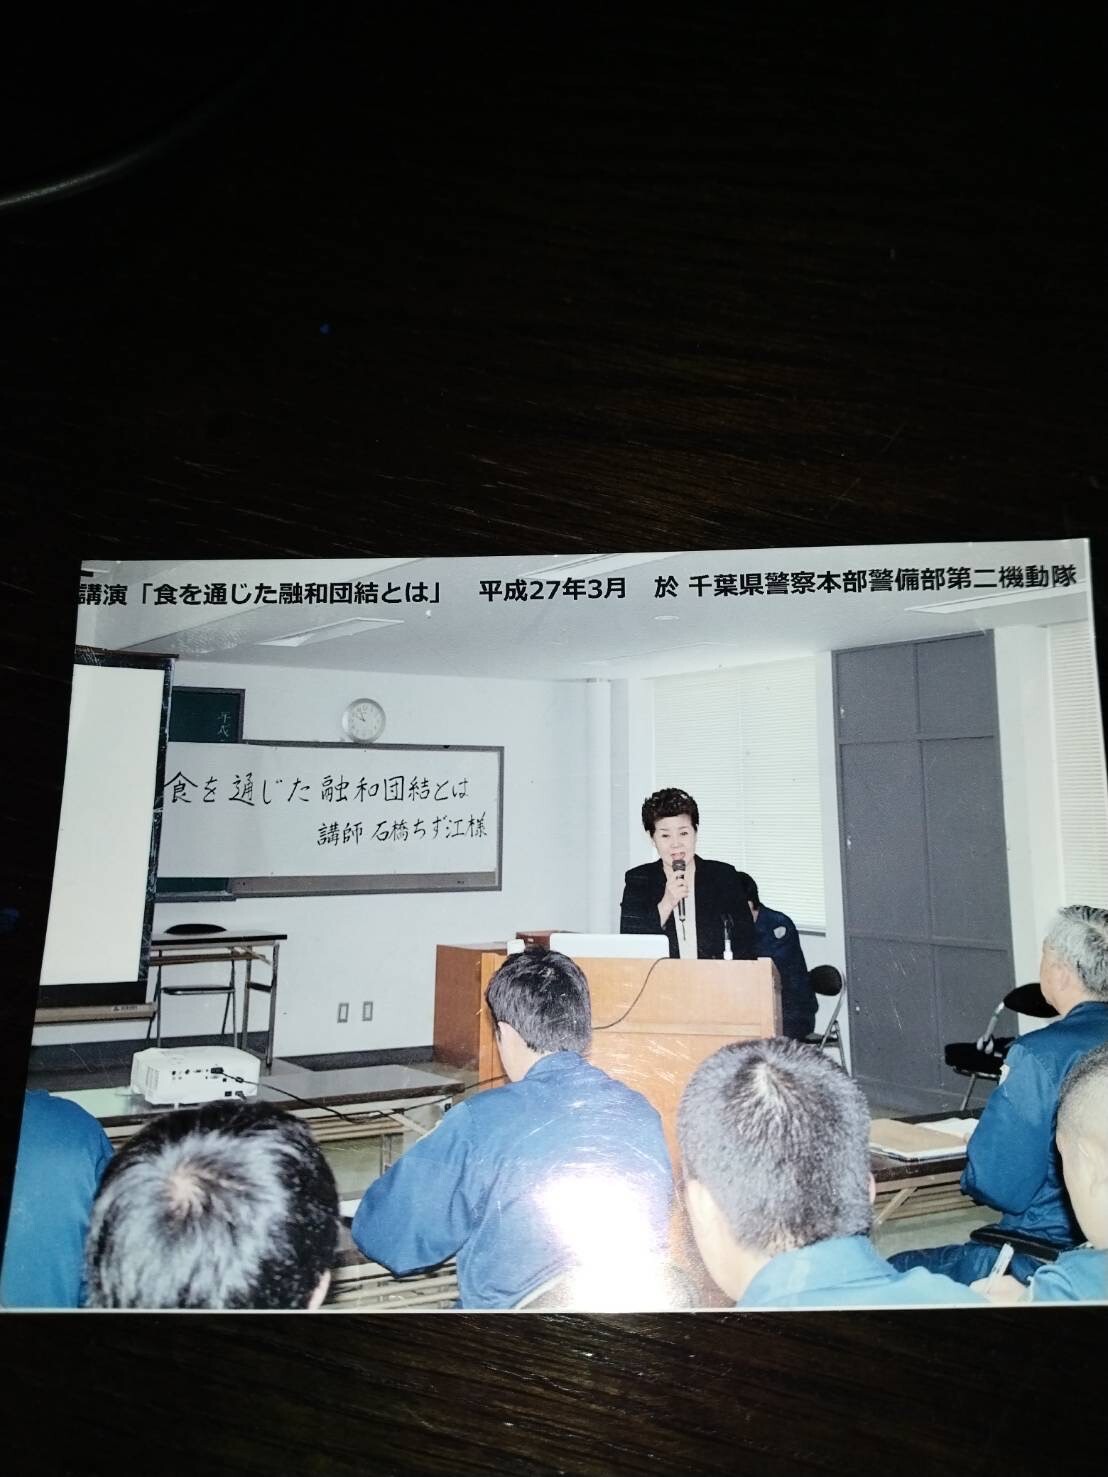 講演「食を通じた融和団結とは」　平成27年3月　於 千葉県警察本部警備部第二機動隊
平成
食を通じた融和団結とは
講師 石橋ちず江様